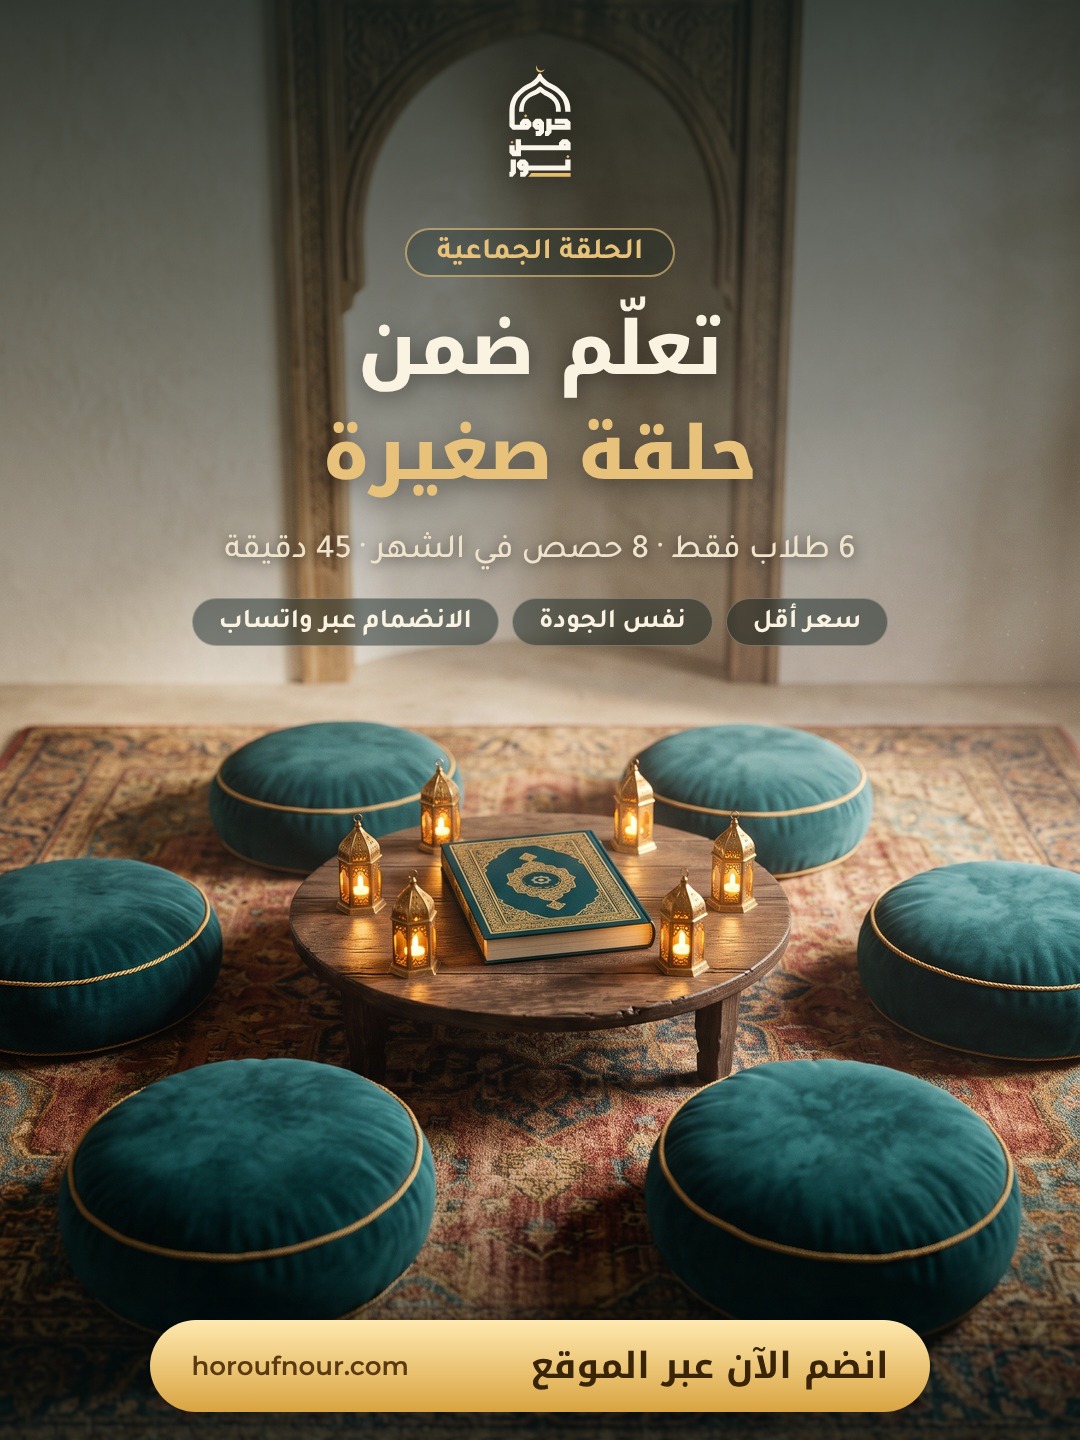 حروفا
من
نور
الحلقة الجماعية
تعلّم ضمن
حلقة صغيرة
6 طلاب فقط · 8 حصص في الشهر · 45 دقيقة
سعر أقل
نفس الجودة
الانضمام عبر واتساب
انضم الآن عبر الموقع
horoufnour.com